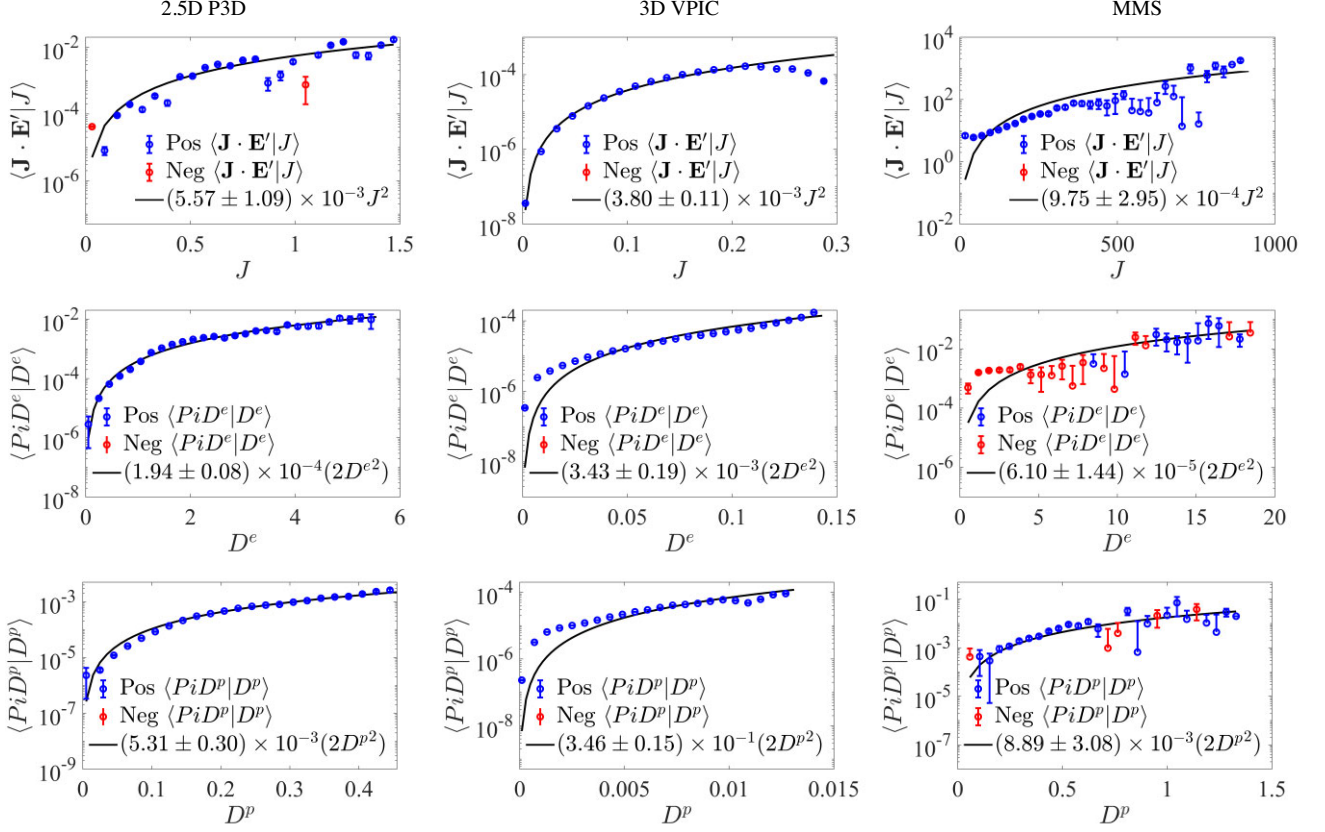 2.5D P3D
3D VPIC
MMS
⟨J · E′|J⟩
10^-2
10^-4
10^-6
Pos ⟨J · E′|J⟩
Neg ⟨J · E′|J⟩
(5.57 ± 1.09) × 10^-3 J^2
0 0.5 1 1.5
J
⟨J · E′|J⟩
10^-4
10^-6
10^-8
Pos ⟨J · E′|J⟩
Neg ⟨J · E′|J⟩
(3.80 ± 0.11) × 10^-3 J^2
0 0.1 0.2 0.3
J
⟨J · E′|J⟩
10^4
10^2
10^0
10^-2
Pos ⟨J · E′|J⟩
Neg ⟨J · E′|J⟩
(9.75 ± 2.95) × 10^-4 J^2
0 500 1000
J
⟨PiD^e|D^e⟩
10^-2
10^-4
10^-6
10^-8
Pos ⟨PiD^e|D^e⟩
Neg ⟨PiD^e|D^e⟩
(1.94 ± 0.08) × 10^-4 (2D^e2)
0 2 4 6
D^e
⟨PiD^e|D^e⟩
10^-4
10^-6
10^-8
Pos ⟨PiD^e|D^e⟩
Neg ⟨PiD^e|D^e⟩
(3.43 ± 0.19) × 10^-3 (2D^e2)
0 0.05 0.1 0.15
D^e
⟨PiD^e|D^e⟩
10^-2
10^-4
10^-6
Pos ⟨PiD^e|D^e⟩
Neg ⟨PiD^e|D^e⟩
(6.10 ± 1.44) × 10^-5 (2D^e2)
0 5 10 15 20
D^e
⟨PiD^p|D^p⟩
10^-3
10^-5
10^-7
10^-9
Pos ⟨PiD^p|D^p⟩
Neg ⟨PiD^p|D^p⟩
(5.31 ± 0.30) × 10^-3 (2D^p2)
0 0.1 0.2 0.3 0.4
D^p
⟨PiD^p|D^p⟩
10^-4
10^-6
10^-8
Pos ⟨PiD^p|D^p⟩
Neg ⟨PiD^p|D^p⟩
(3.46 ± 0.15) × 10^-1 (2D^p2)
0 0.005 0.01 0.015
D^p
⟨PiD^p|D^p⟩
10^-1
10^-3
10^-5
10^-7
Pos ⟨PiD^p|D^p⟩
Neg ⟨PiD^p|D^p⟩
(8.89 ± 3.08) × 10^-3 (2D^p2)
0 0.5 1 1.5
D^p